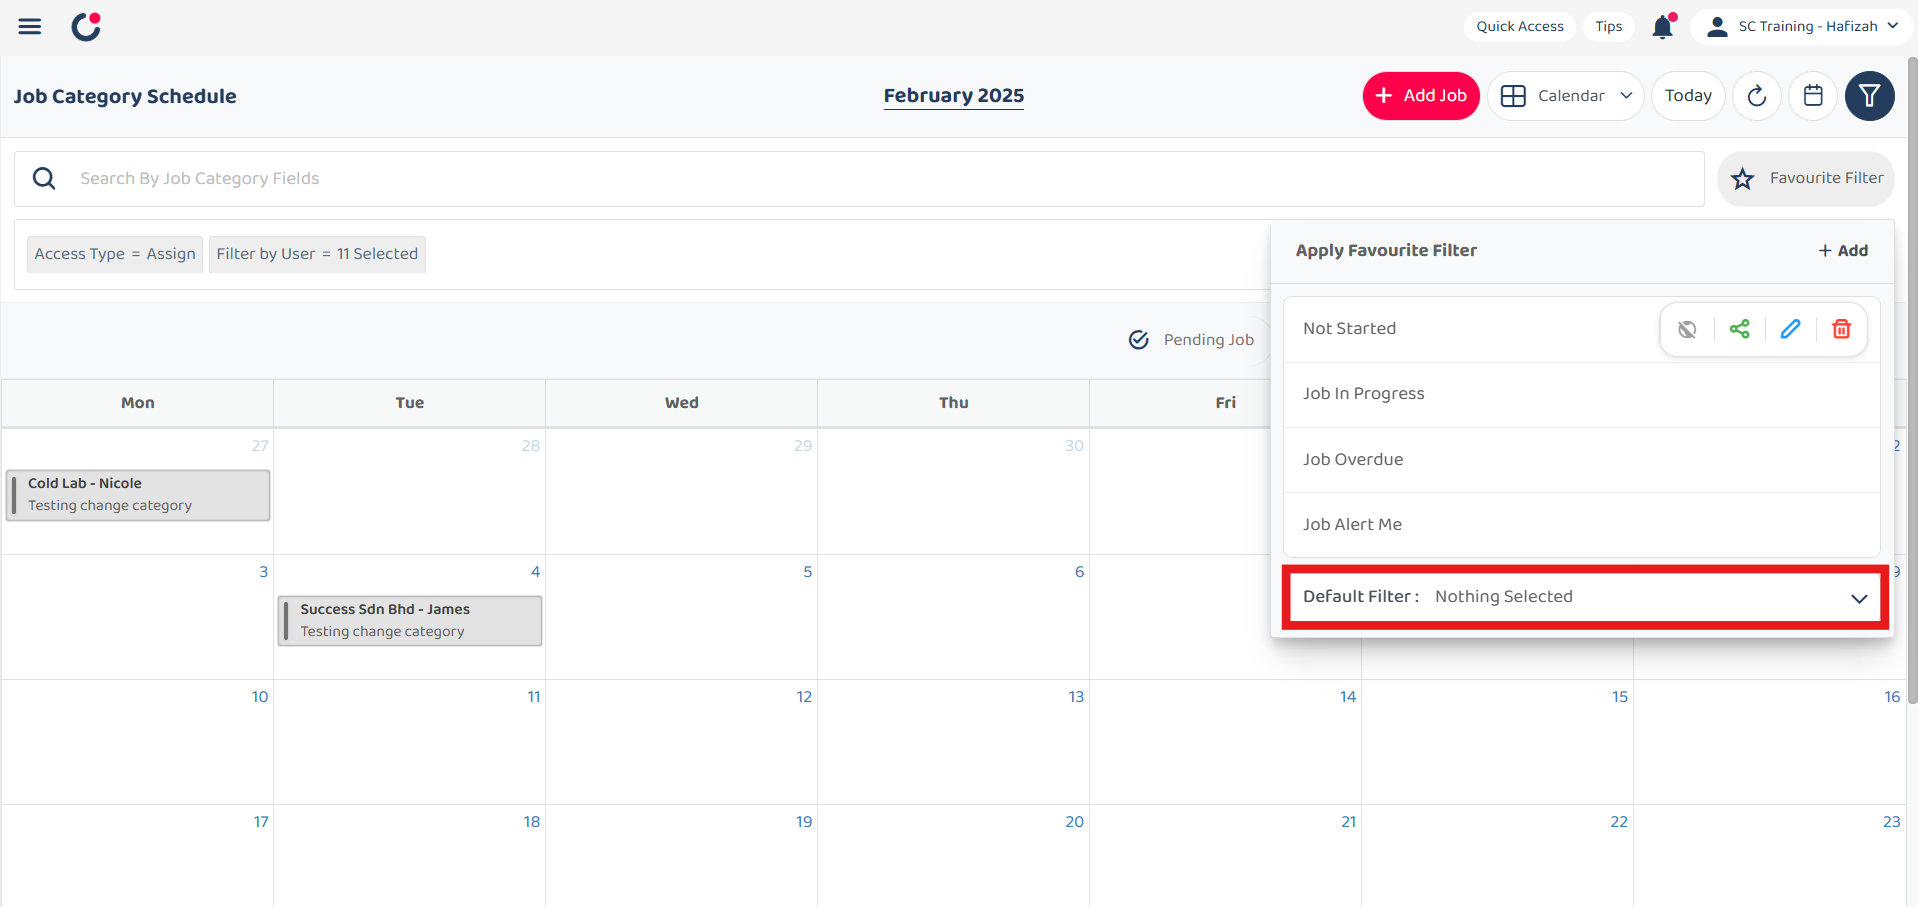 Quick Access
Tips
SC Training - Hafizah
Job Category Schedule
February 2025
+ Add Job
Calendar
Today
Search By Job Category Fields
Favourite Filter
Access Type = Assign
Filter by User = 11 Selected
Apply Favourite Filter
+ Add
Not Started
Job In Progress
Job Overdue
Job Alert Me
Default Filter : Nothing Selected
Pending Job
Mon Tue Wed Thu Fri
27 28 29 30 2
Cold Lab - Nicole
Testing change category
3 4 5 6 9
Success Sdn Bhd - James
Testing change category
10 11 12 13 14 15 16
17 18 19 20 21 22 23